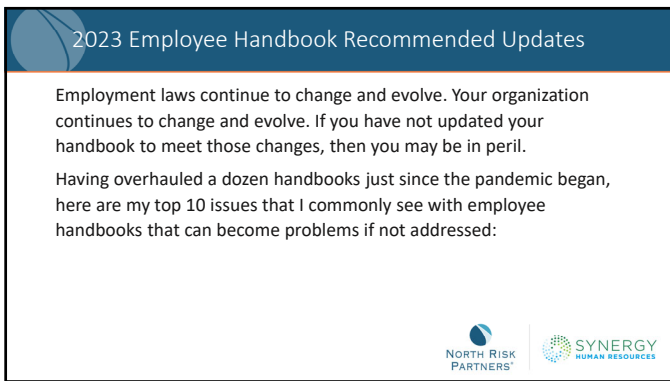 2023 Employee Handbook Recommended Updates
Employment laws continue to change and evolve. Your organization
continues to change and evolve. If you have not updated your
handbook to meet those changes, then you may be in peril.
Having overhauled a dozen handbooks just since the pandemic began,
here are my top 10 issues that I commonly see with employee
handbooks that can become problems if not addressed:
NORTH RISK
PARTNERS®
SYNERGY
HUMAN RESOURCES